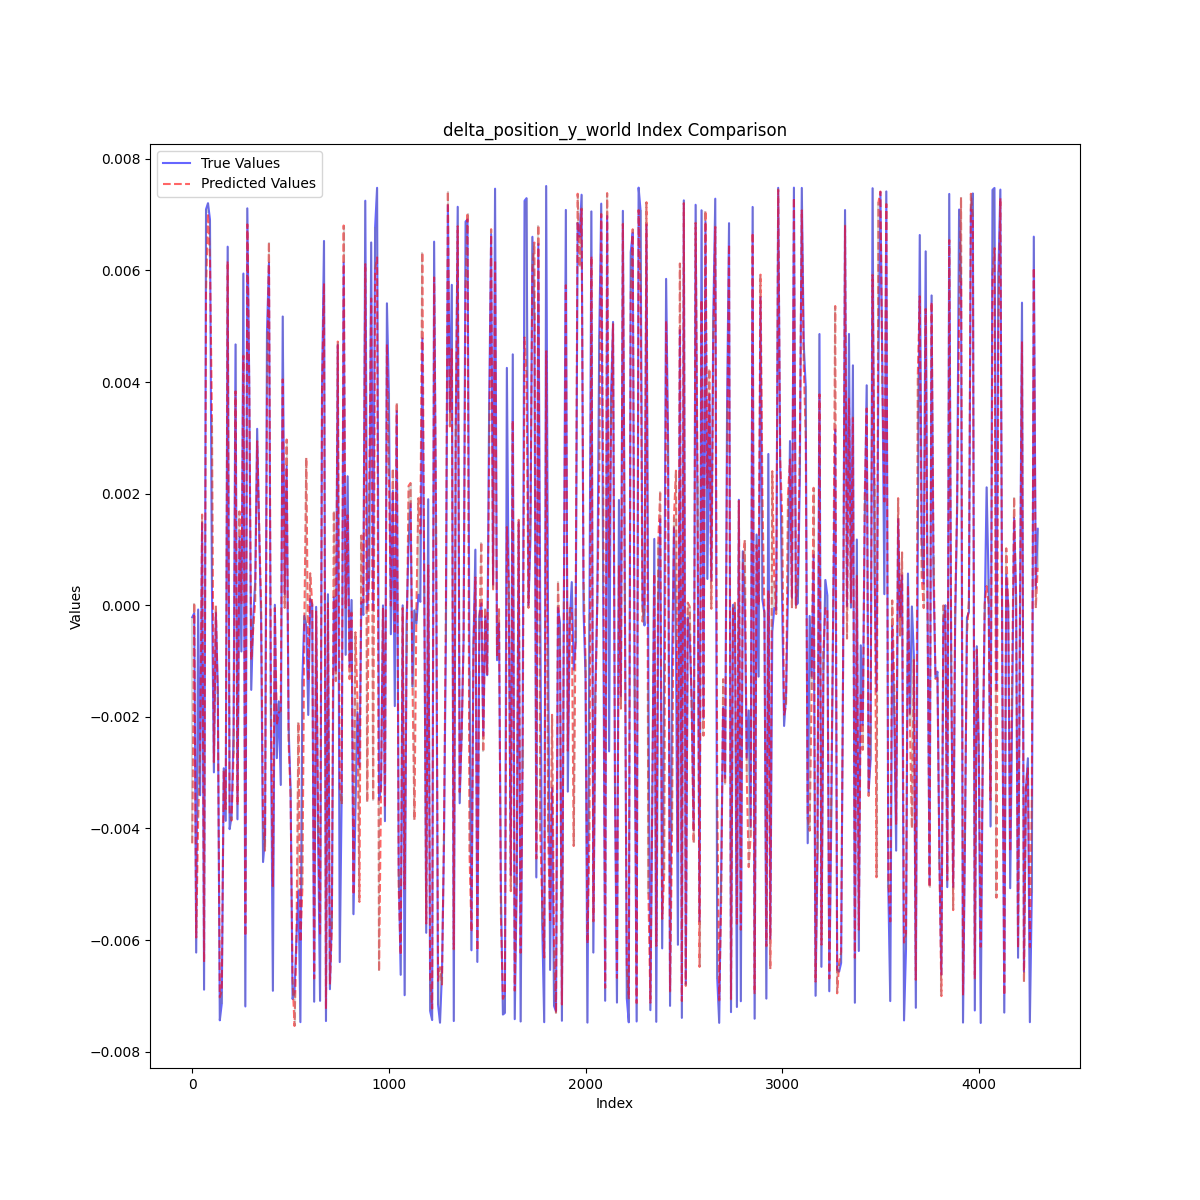 delta_position_y_world Index Comparison
True Values
Predicted Values
0.008
0.006
0.004
0.002
0.000
−0.002
−0.004
−0.006
−0.008
Values
0 1000 2000 3000 4000
Index